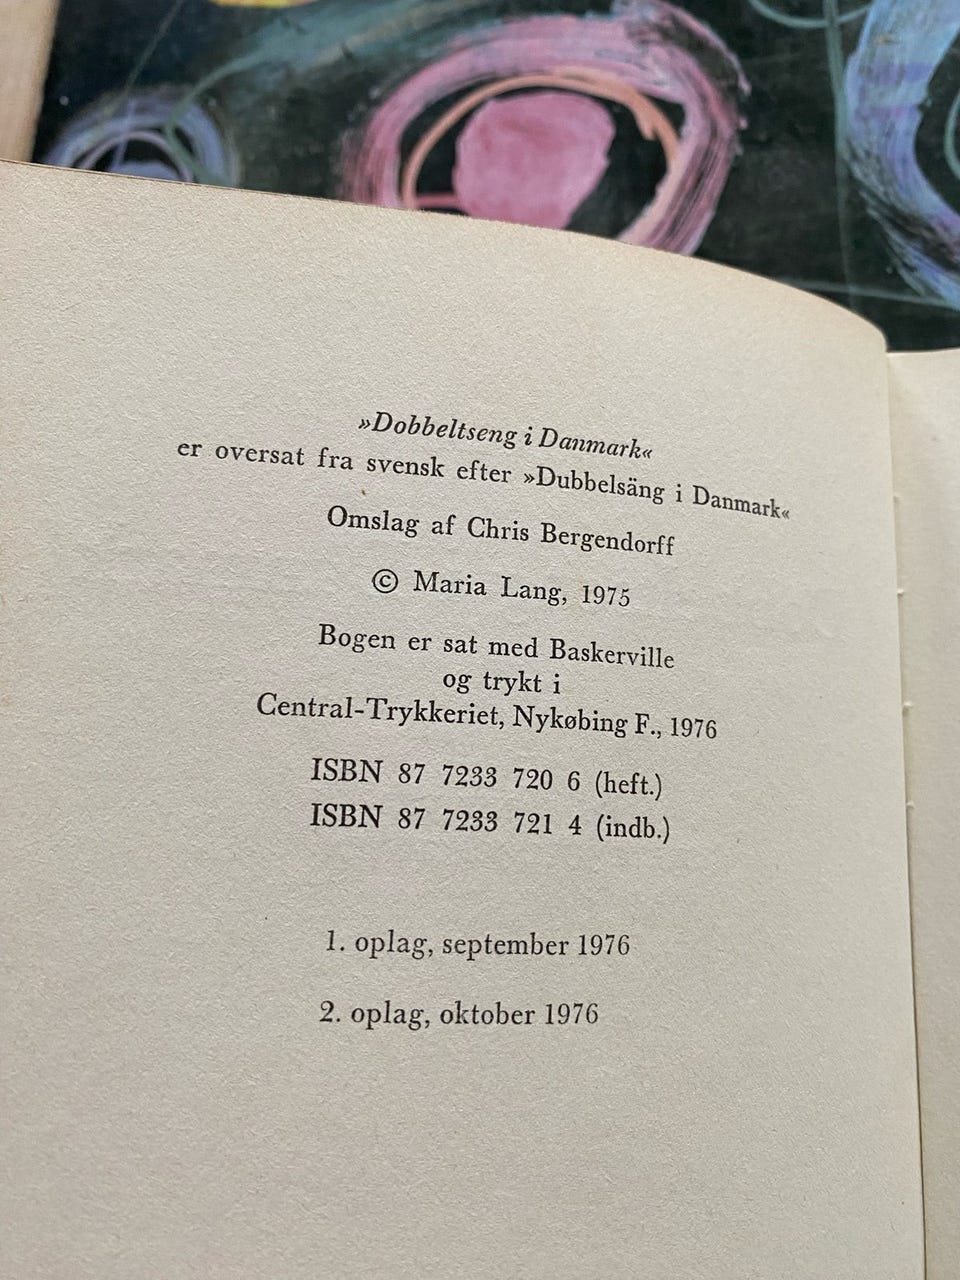 »Dobbeltseng i Danmark«
er oversat fra svensk efter »Dubbelsäng i Danmark«
Omslag af Chris Bergendorff
© Maria Lang, 1975
Bogen er sat med Baskerville
og trykt i
Central-Trykkeriet, Nykøbing F., 1976
ISBN 87 7233 720 6 (heft.)
ISBN 87 7233 721 4 (indb.)
1. oplag, september 1976
2. oplag, oktober 1976